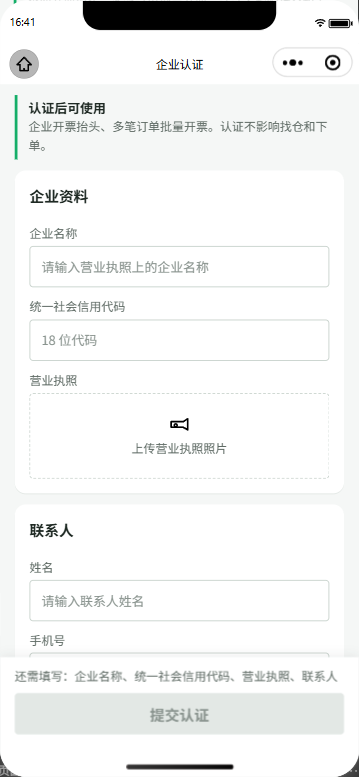 16:41
企业认证
认证后可使用
企业开票抬头、多笔订单批量开票。认证不影响找仓和下
单。
企业资料
企业名称
请输入营业执照上的企业名称
统一社会信用代码
18 位代码
营业执照
上传营业执照照片
联系人
姓名
请输入联系人姓名
手机号
还需填写：企业名称、统一社会信用代码、营业执照、联系人
提交认证